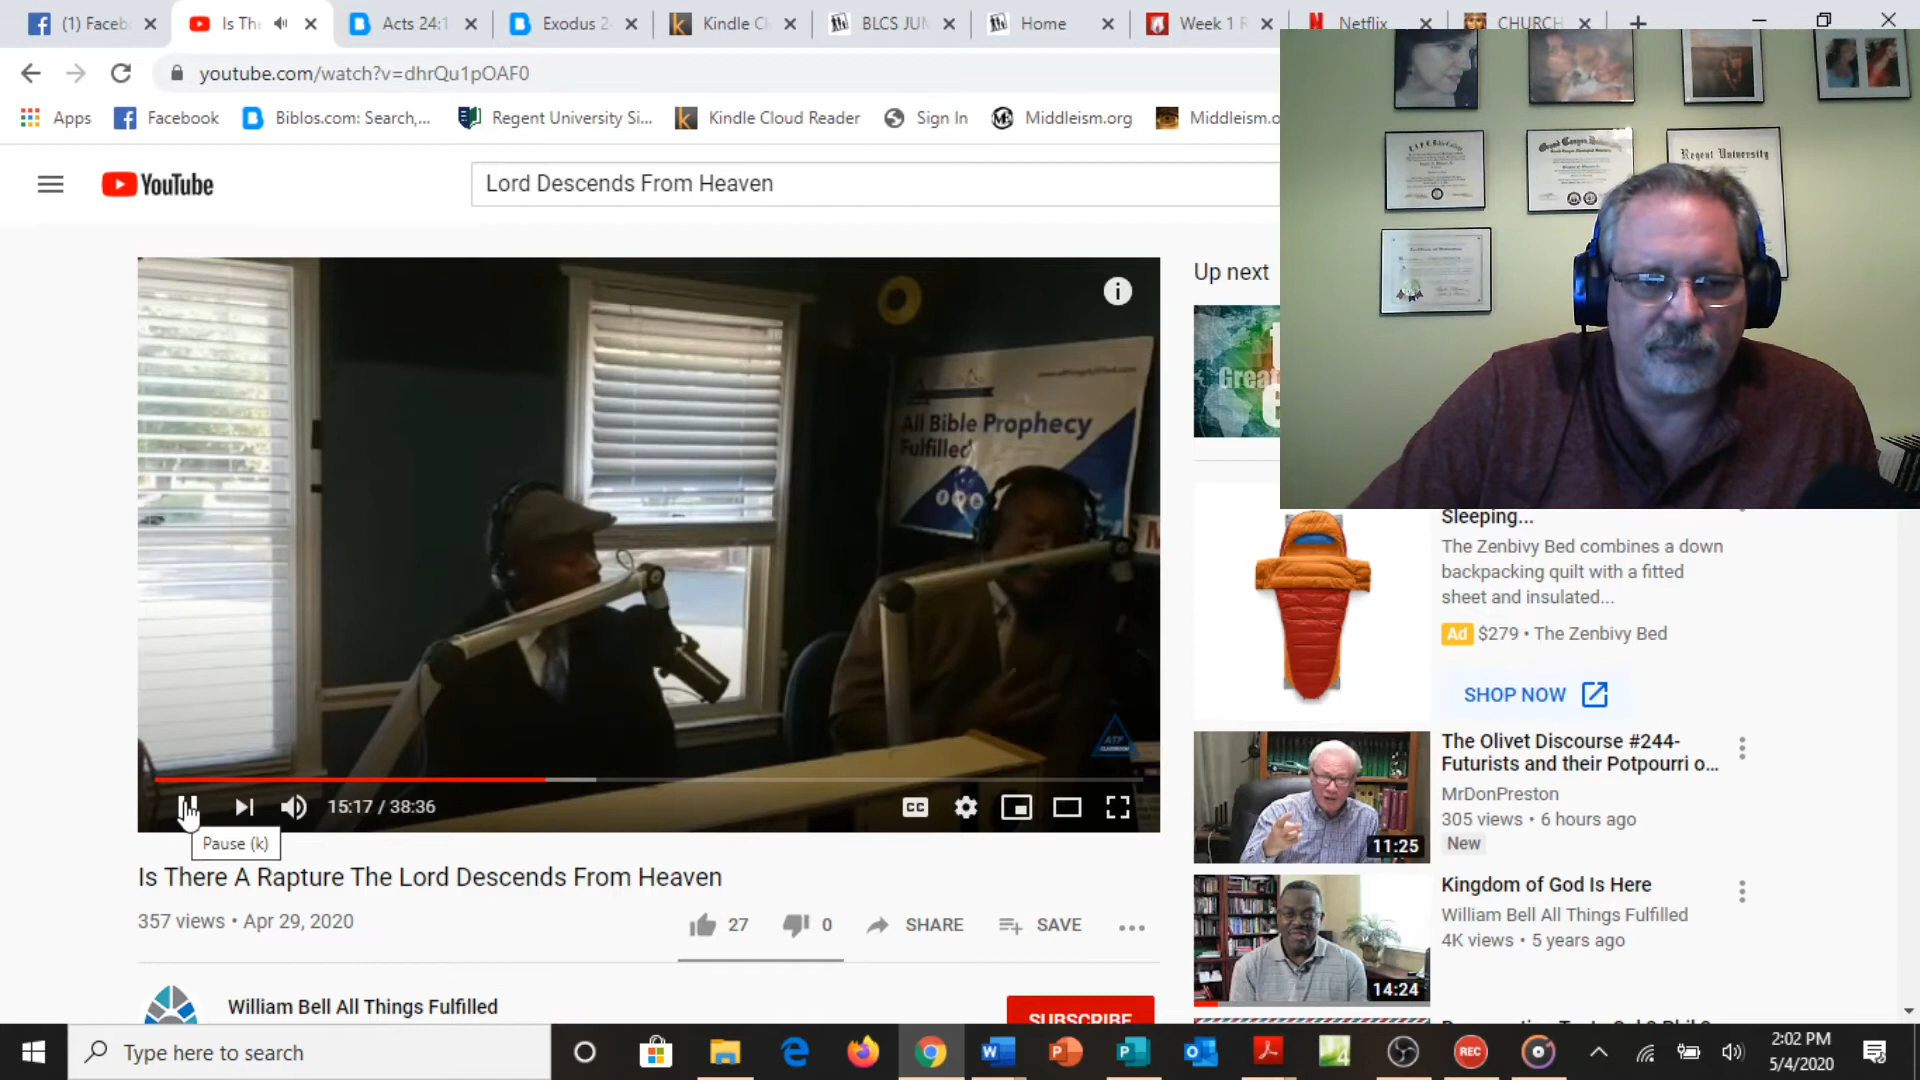 (1) Faceb
Is Th
Acts 24:1
Exodus 2
Kindle Cl
BLCS JUN
Home
Week 1 R
Netflix
CHURCH
youtube.com/watch?v=dhrQu1pOAF0
Apps
Facebook
Biblos.com: Search,...
Regent University Si...
Kindle Cloud Reader
Sign In
Middleism.org
Middleism.o
YouTube
Lord Descends From Heaven
Regent University
All Bible Prophecy
Fulfilled
15:17 / 38:36
CC
Pause (k)
Is There A Rapture The Lord Descends From Heaven
357 views • Apr 29, 2020
27
0
SHARE
SAVE
William Bell All Things Fulfilled
SUBSCRIBE
Up next
Great
Sleeping...
The Zenbivy Bed combines a down
backpacking quilt with a fitted
sheet and insulated...
Ad $279 • The Zenbivy Bed
SHOP NOW
The Olivet Discourse #244-
Futurists and their Potpourri o...
MrDonPreston
305 views • 6 hours ago
New
11:25
Kingdom of God Is Here
William Bell All Things Fulfilled
4K views • 5 years ago
14:24
Type here to search
REC
2:02 PM
5/4/2020